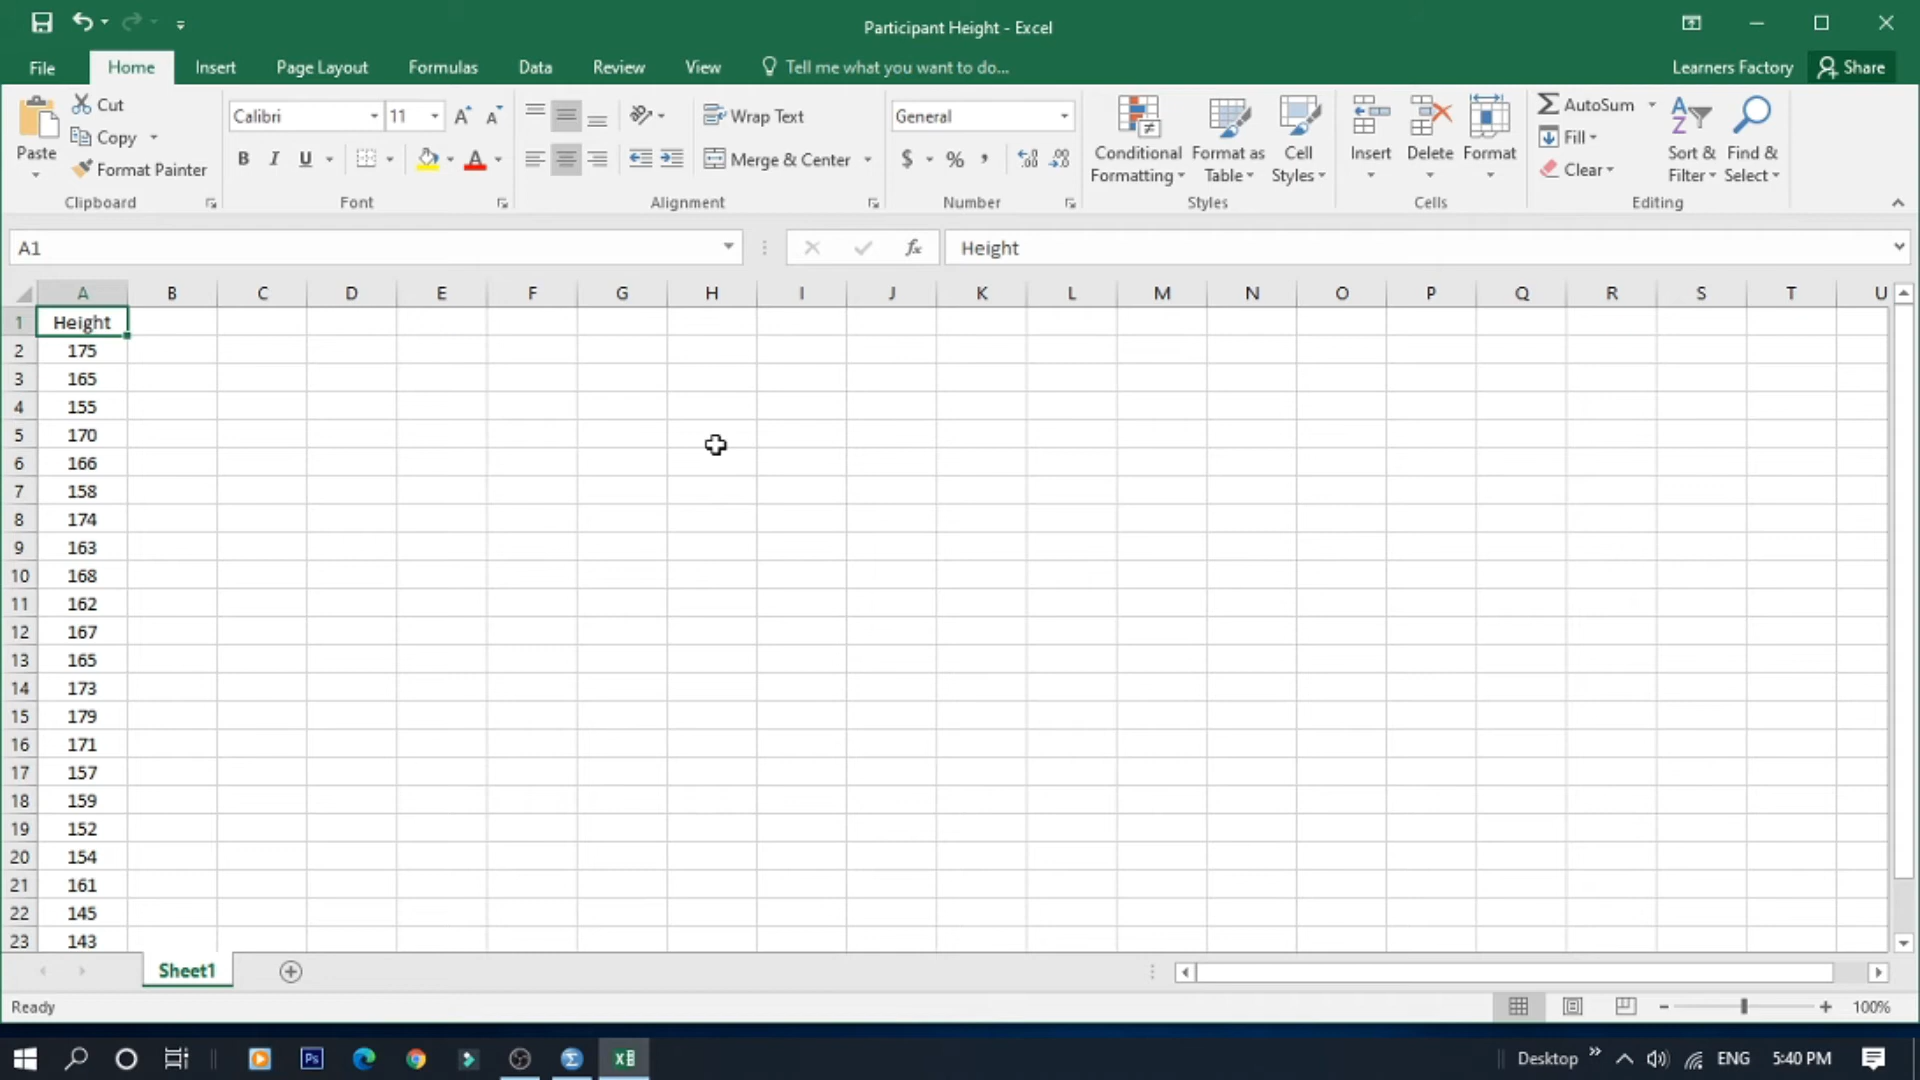 Participant Height - Excel
File Home Insert Page Layout Formulas Data Review View Tell me what you want to do... Learners Factory Share
Paste Cut Copy Format Painter Clipboard
Calibri 11 B I U A Font
Wrap Text Merge & Center Alignment
General $ % , Number
Conditional Formatting Format as Table Cell Styles Styles
Insert Delete Format Cells
AutoSum Fill Clear Sort & Filter Find & Select Editing
A1 fx Height
A B C D E F G H I J K L M N O P Q R S T U
1 Height
2 175
3 165
4 155
5 170
6 166
7 158
8 174
9 163
10 168
11 162
12 167
13 165
14 173
15 179
16 171
17 157
18 159
19 152
20 154
21 161
22 145
23 143
Sheet1
Ready 100%
Ps Desktop ENG 5:40 PM